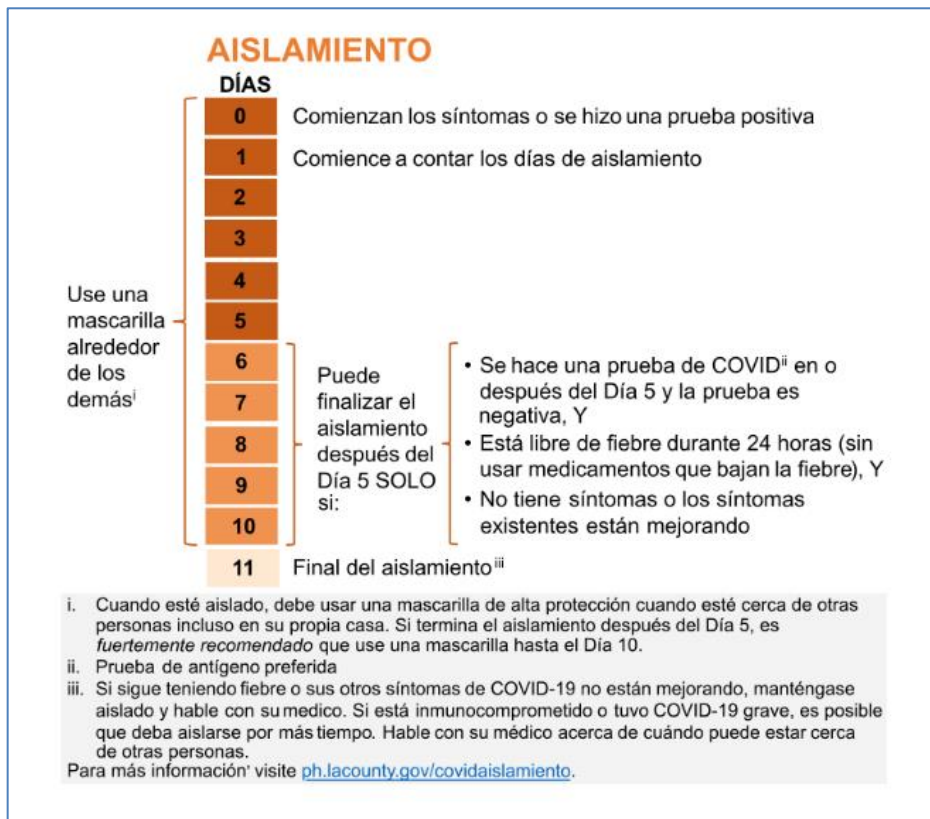 AISLAMIENTO
DÍAS
0 Comienzan los síntomas o se hizo una prueba positiva
1 Comience a contar los días de aislamiento
2
3
4
5
6
7
8
9
10
Use una
mascarilla
alrededor
de los
demásⁱ
Puede
finalizar el
aislamiento
después del
Día 5 SOLO
si:
• Se hace una prueba de COVIDⁱⁱ en o
después del Día 5 y la prueba es
negativa, Y
• Está libre de fiebre durante 24 horas (sin
usar medicamentos que bajan la fiebre), Y
• No tiene síntomas o los síntomas
existentes están mejorando
11 Final del aislamientoⁱⁱⁱ
i. Cuando esté aislado, debe usar una mascarilla de alta protección cuando esté cerca de otras
personas incluso en su propia casa. Si termina el aislamiento después del Día 5, es
fuertemente recomendado que use una mascarilla hasta el Día 10.
ii. Prueba de antígeno preferida
iii. Si sigue teniendo fiebre o sus otros síntomas de COVID-19 no están mejorando, manténgase
aislado y hable con su medico. Si está inmunocomprometido o tuvo COVID-19 grave, es posible
que deba aislarse por más tiempo. Hable con su médico acerca de cuándo puede estar cerca
de otras personas.
Para más información' visite ph.lacounty.gov/covidaislamiento.